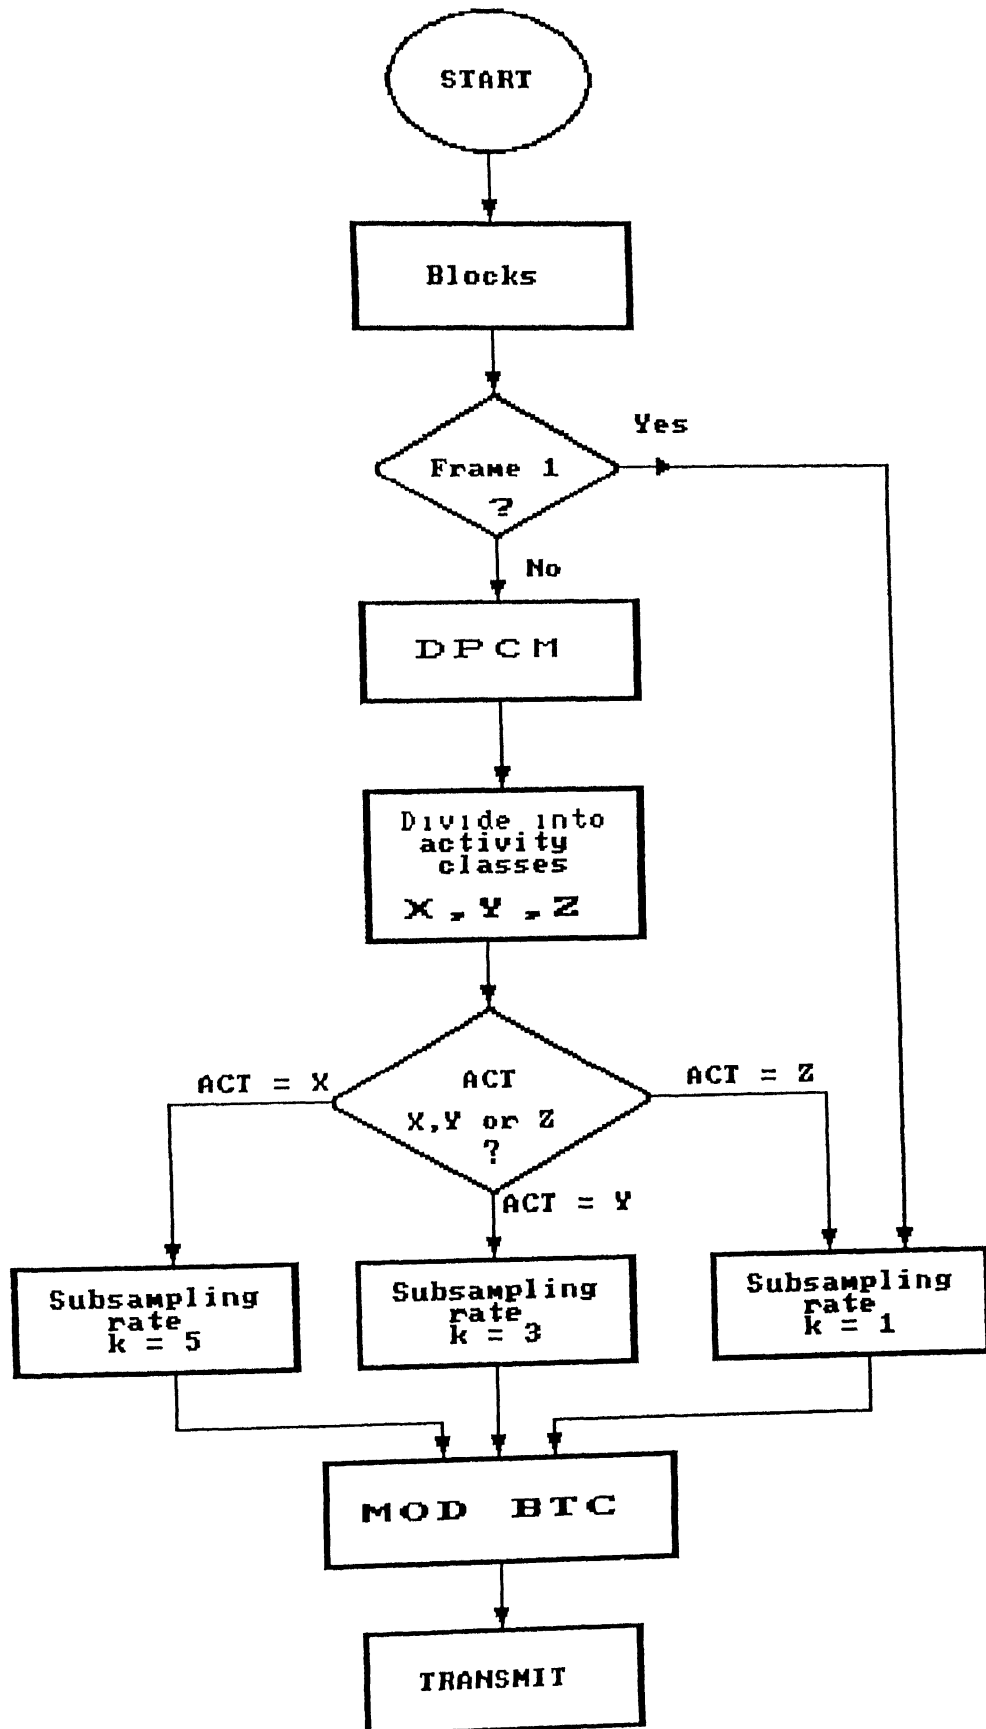 START
Blocks
Yes
Frame 1
?
No
DPCM
Divide into
activity
classes
X , Y , Z
ACT = X
ACT
X,Y or Z
?
ACT = Z
ACT = Y
Subsampling
rate
k = 5
Subsampling
rate
k = 3
Subsampling
rate
k = 1
MOD BTC
TRANSMIT